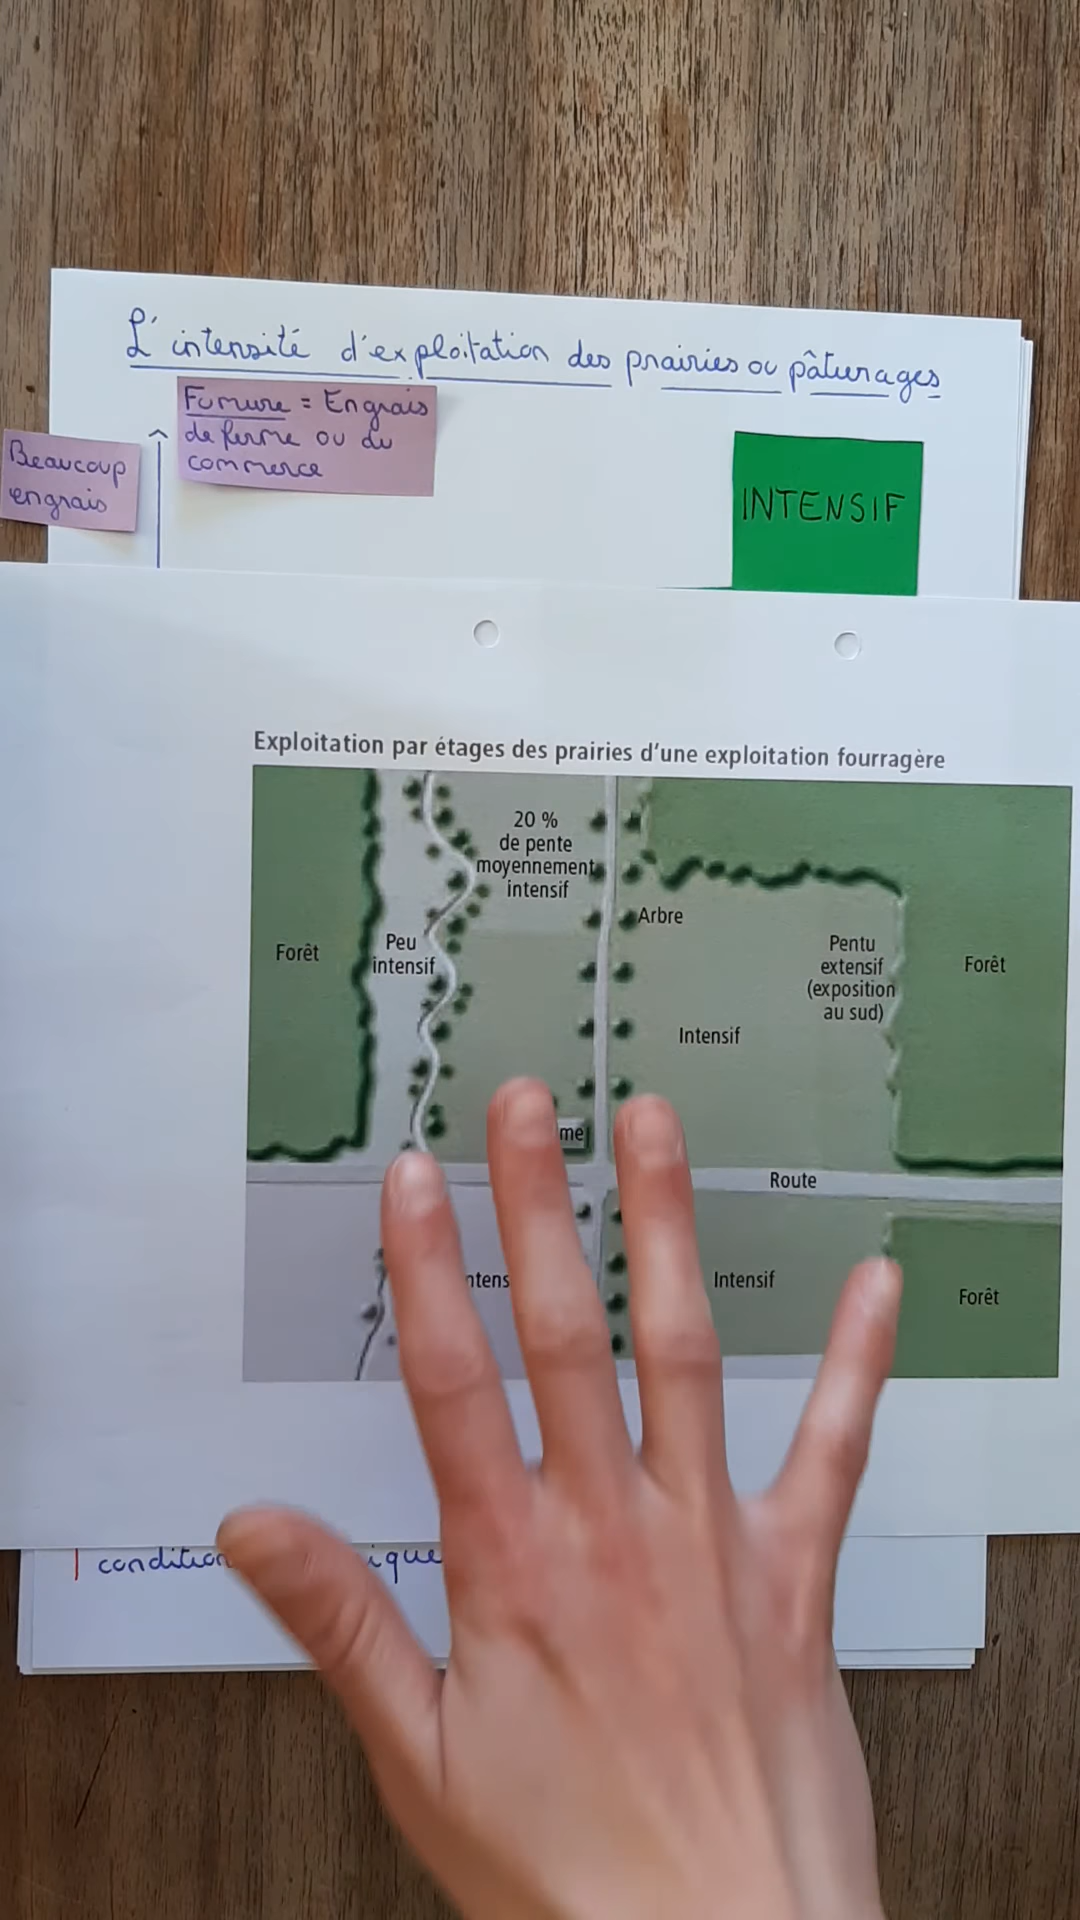 L'intensité d'exploitation des prairies ou pâturages
Fumure = Engrais
de ferme ou du
commerce
Beaucoup
engrais
INTENSIF
Exploitation par étages des prairies d'une exploitation fourragère
20 %
de pente
moyennement
intensif
Arbre
Forêt
Peu
intensif
Pentu
extensif
(exposition
au sud)
Forêt
Intensif
Route
Intensif
Forêt